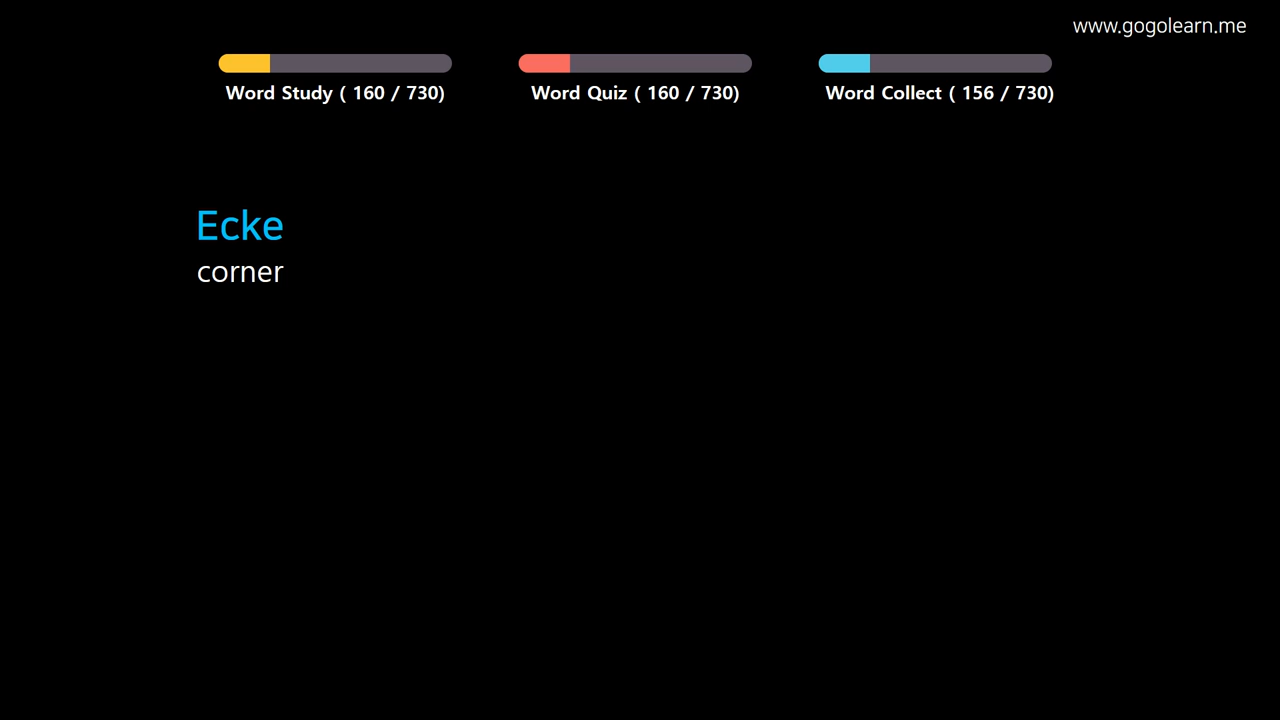 www.gogolearn.me
Word Study ( 160 / 730)
Word Quiz ( 160 / 730)
Word Collect ( 156 / 730)
Ecke
corner